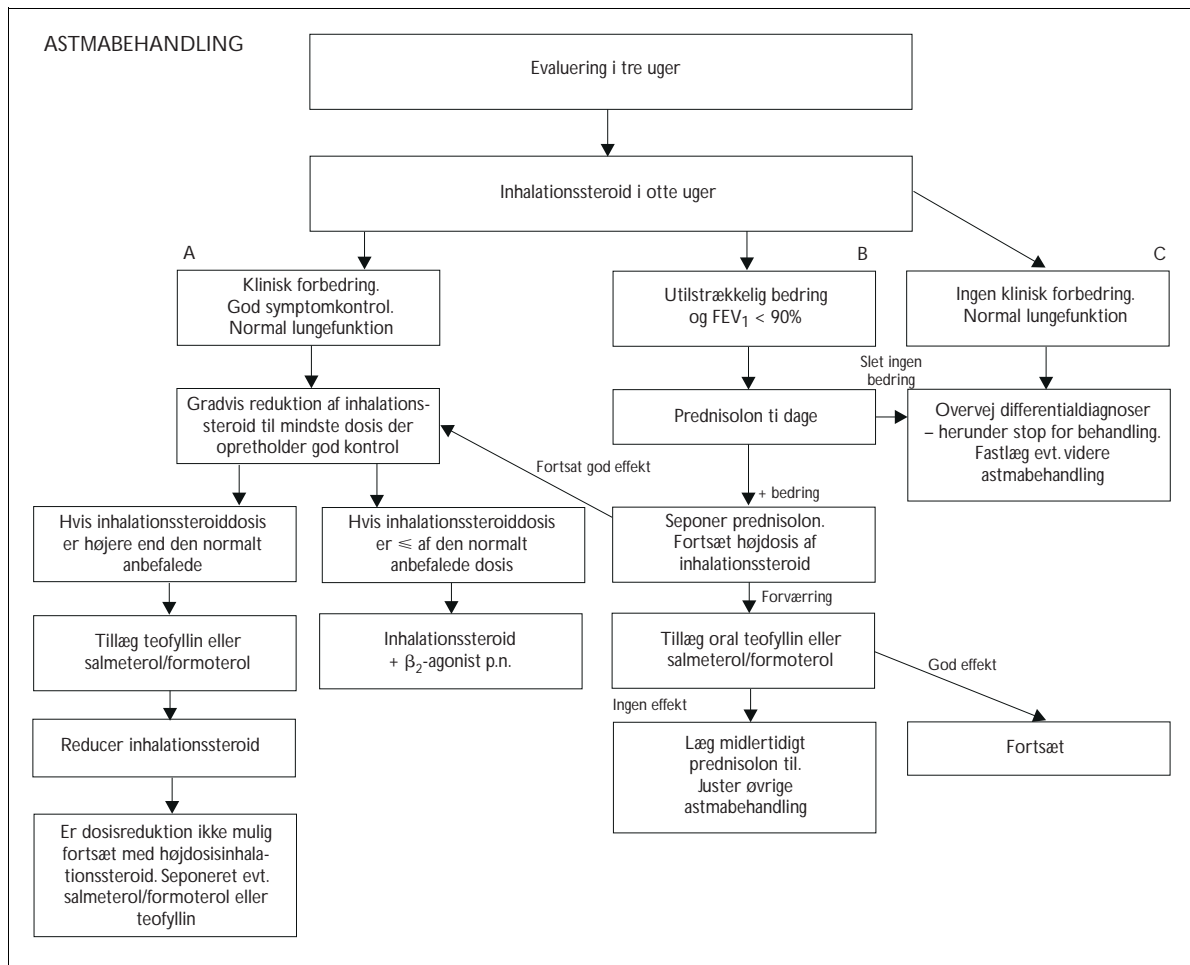 ASTMABEHANDLING
Evaluering i tre uger
Inhalationssteroid i otte uger
A
Klinisk forbedring.
God symptomkontrol.
Normal lungefunktion
B
Utilstrækkelig bedring
og FEV1 < 90%
C
Ingen klinisk forbedring.
Normal lungefunktion
Gradvis reduktion af inhalations-
steroid til mindste dosis der
opretholder god kontrol
Prednisolon ti dage
Slet ingen
bedring
Overvej differentialdiagnoser
– herunder stop for behandling.
Fastlæg evt. videre
astmabehandling
Fortsat god effekt
+ bedring
Hvis inhalationssteroiddosis
er højere end den normalt
anbefalede
Hvis inhalationssteroiddosis
er ≤ af den normalt
anbefalede dosis
Seponer prednisolon.
Fortsæt højdosis af
inhalationssteroid
Forværring
Tillæg teofyllin eller
salmeterol/formoterol
Inhalationssteroid
+ β2-agonist p.n.
Tillæg oral teofyllin eller
salmeterol/formoterol
God effekt
Ingen effekt
Reducer inhalationssteroid
Læg midlertidigt
prednisolon til.
Juster øvrige
astmabehandling
Fortsæt
Er dosisreduktion ikke mulig
fortsæt med højdosisinhala-
tionssteroid. Seponeret evt.
salmeterol/formoterol eller
teofyllin